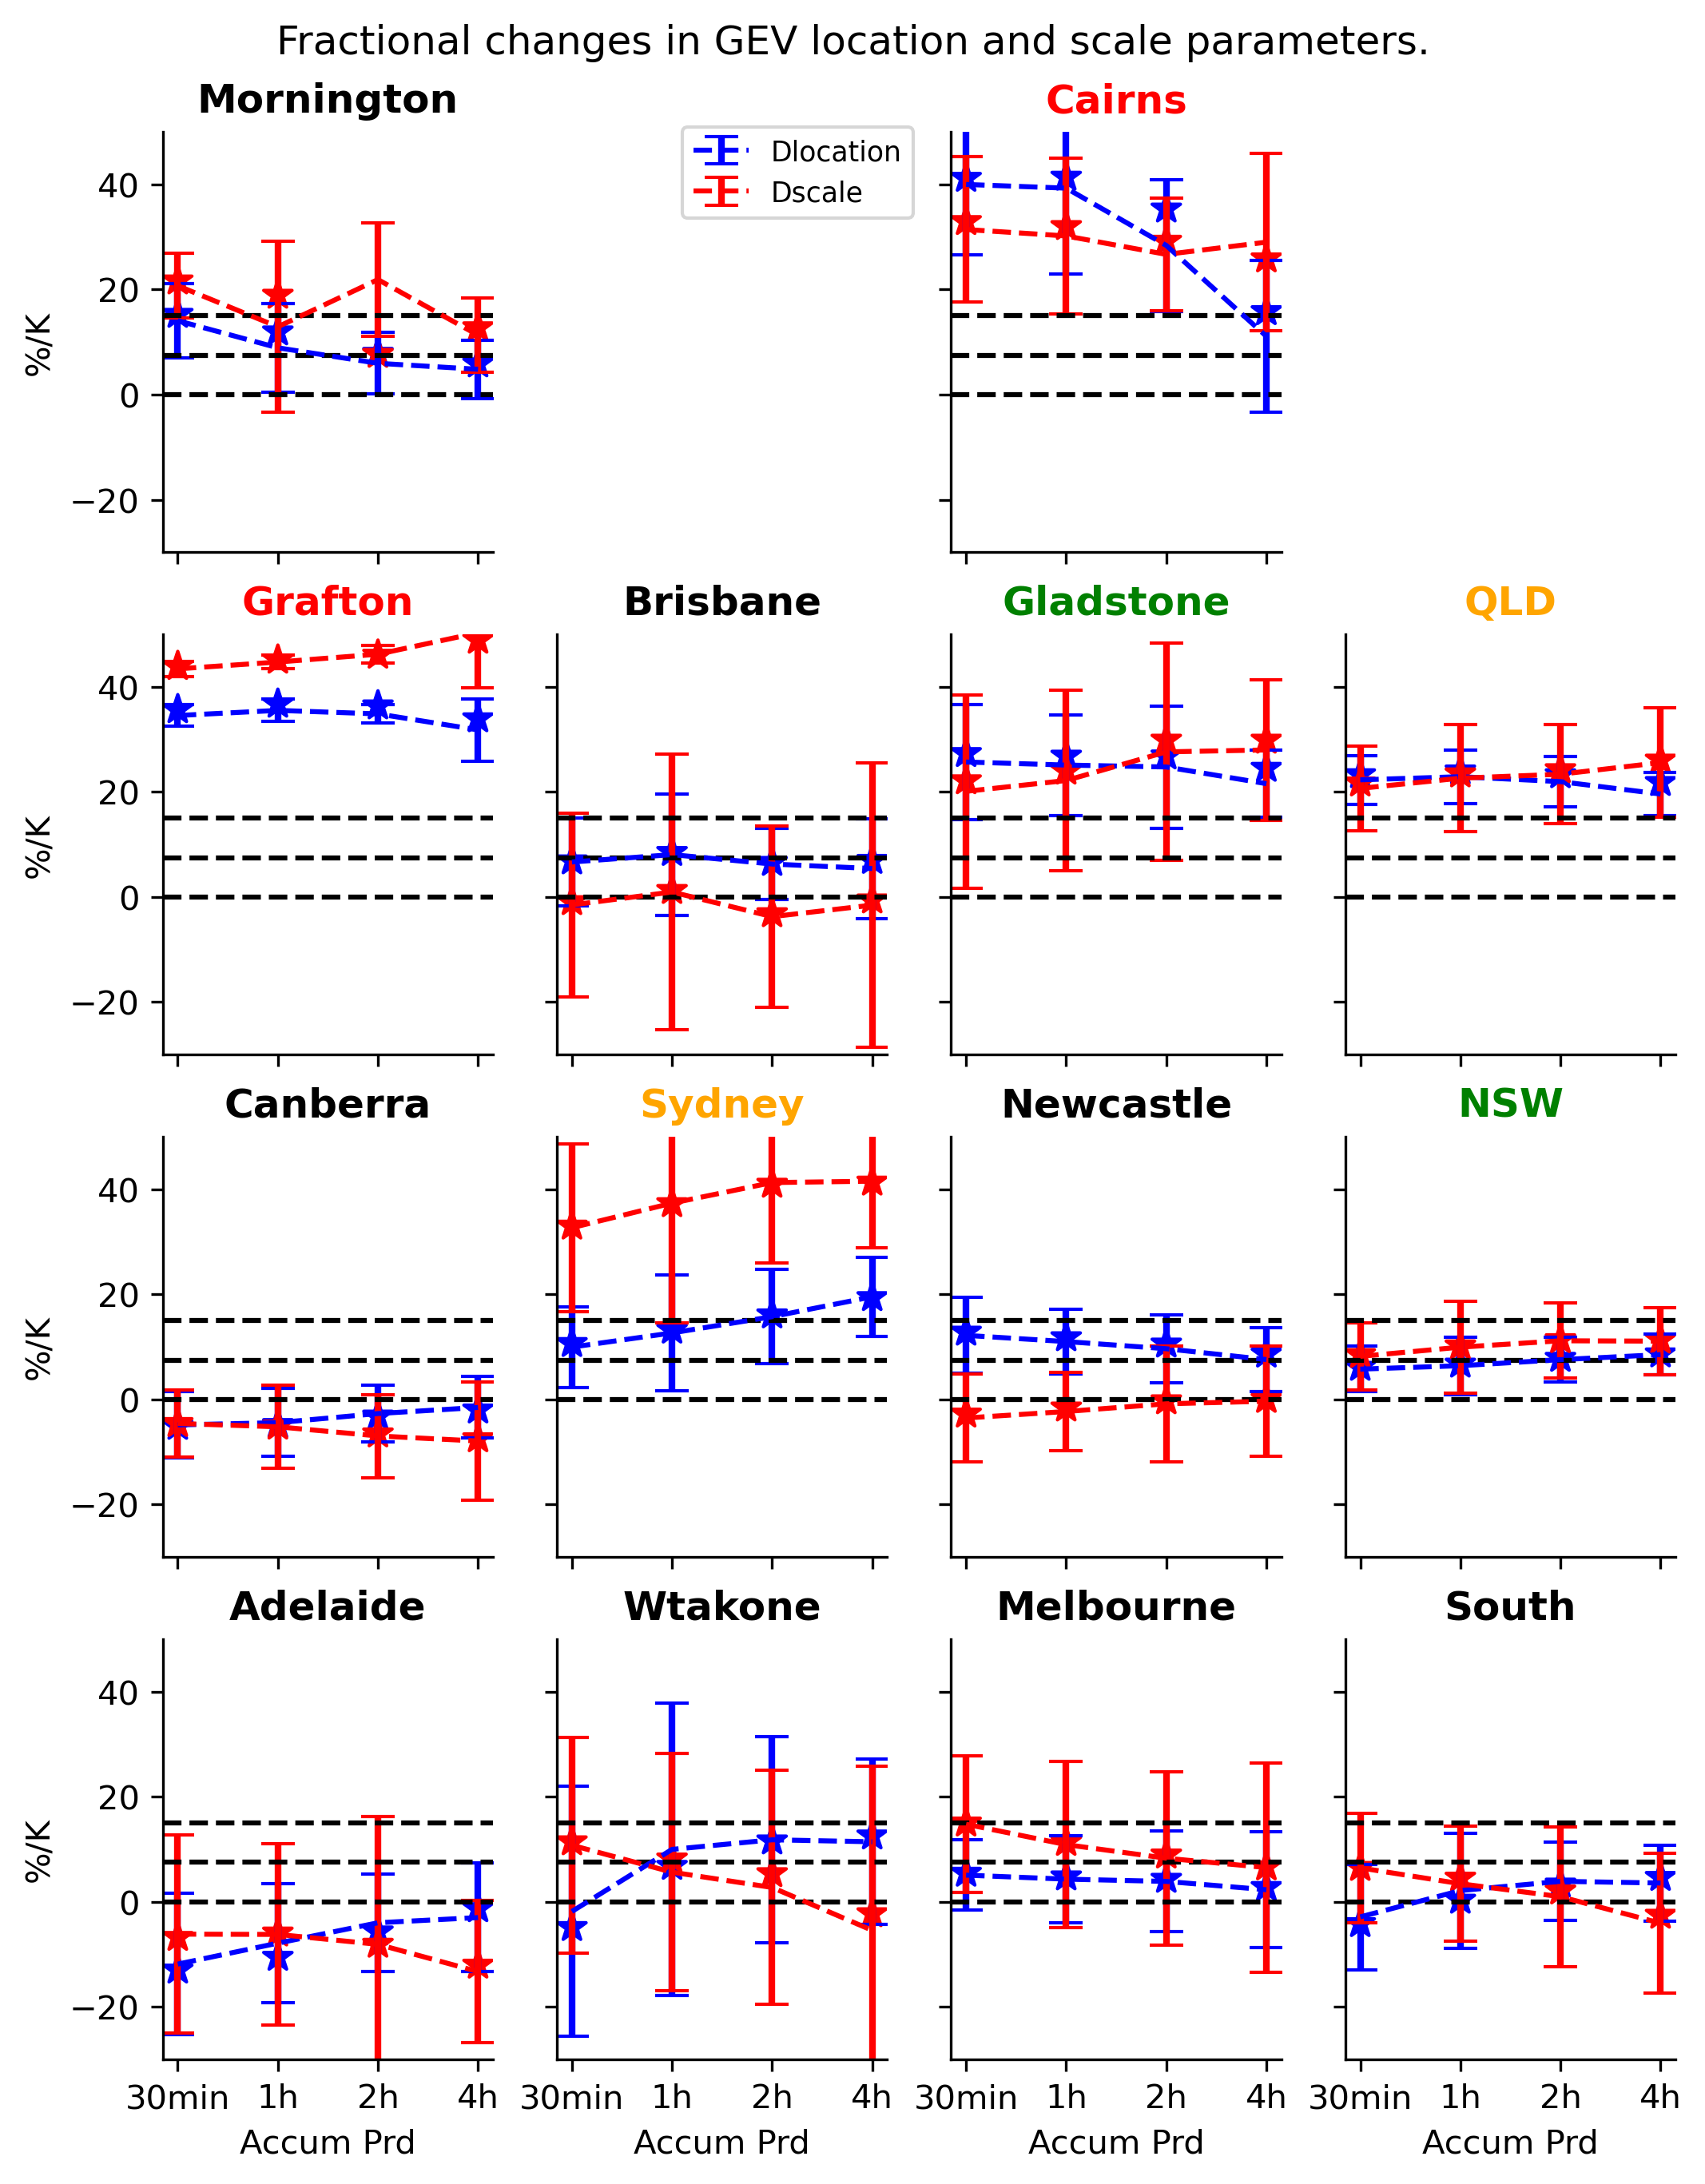 Fractional changes in GEV location and scale parameters.
Mornington
Cairns
Dlocation
Dscale
%/K
40
20
0
−20
Grafton
Brisbane
Gladstone
QLD
%/K
40
20
0
−20
Canberra
Sydney
Newcastle
NSW
%/K
40
20
0
−20
Adelaide
Wtakone
Melbourne
South
%/K
40
20
0
−20
30min 1h 2h 4h
30min 1h 2h 4h
30min 1h 2h 4h
30min 1h 2h 4h
Accum Prd
Accum Prd
Accum Prd
Accum Prd